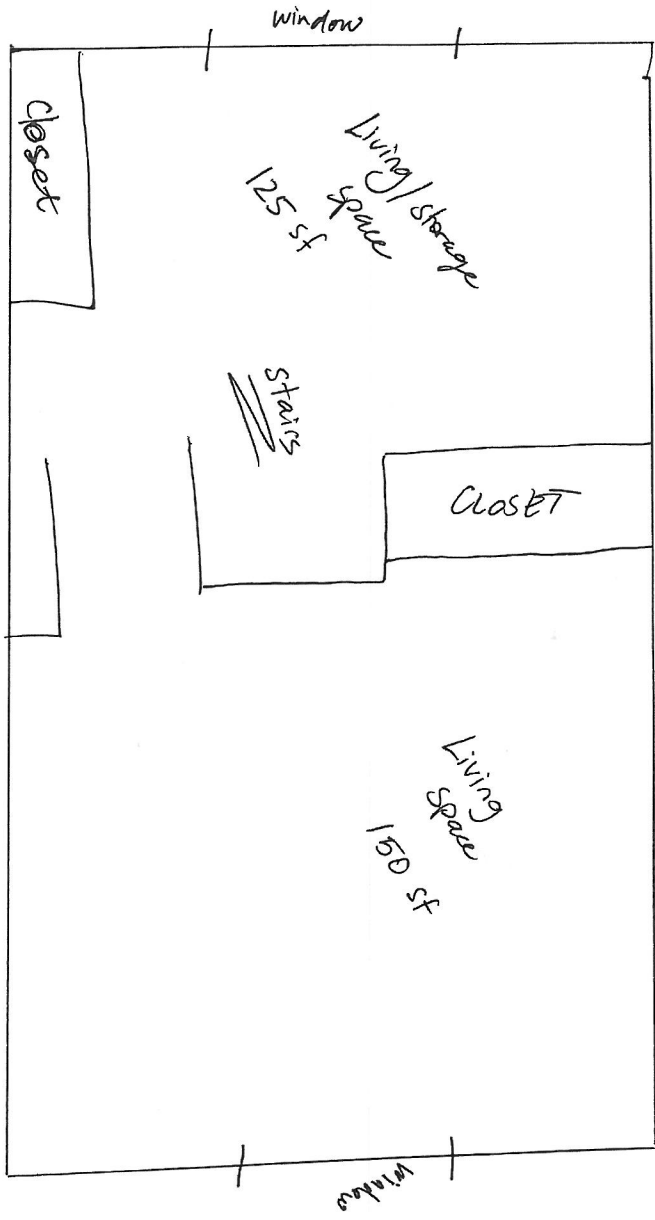 window
Closet
Living/storage
space
125 sf
stairs
CLOSET
Living
space
150 sf
window